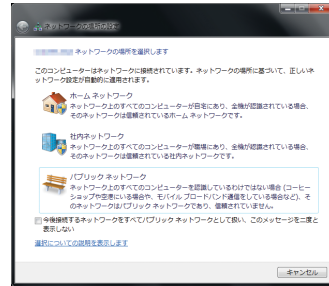 ネットワークの場所の設定
ネットワークの場所を選択します
このコンピューターはネットワークに接続されています。ネットワークの場所に基づいて、正しいネ
ットワーク設定が自動的に適用されます。
ホーム ネットワーク
ネットワーク上のすべてのコンピューターが自宅にあり、全機が認識されている場合、
そのネットワークは信頼されているホーム ネットワークです。
社内ネットワーク
ネットワーク上のすべてのコンピューターが職場にあり、全機が認識されている場合、
そのネットワークは信頼されている社内ネットワークです。
パブリック ネットワーク
ネットワーク上のすべてのコンピューターを認識しているわけではない場合 (コーヒー
ショップや空港にいる場合や、モバイル ブロードバンド通信をしている場合など)、そ
のネットワークはパブリック ネットワークであり、信頼されていません。
今後接続するネットワークをすべてパブリック ネットワークとして扱い、このメッセージを二度と
表示しない
選択についての説明を表示します
キャンセル